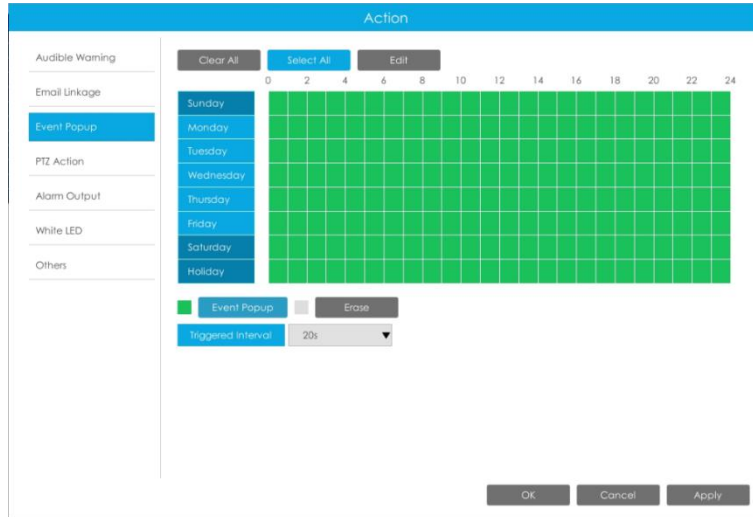 Action
Audible Warning
Email Linkage
Event Popup
PTZ Action
Alarm Output
White LED
Others
Clear All Select All Edit
0 2 4 6 8 10 12 14 16 18 20 22 24
Sunday
Monday
Tuesday
Wednesday
Thursday
Friday
Saturday
Holiday
Event Popup Erase
Triggered Interval 20s
OK Cancel Apply